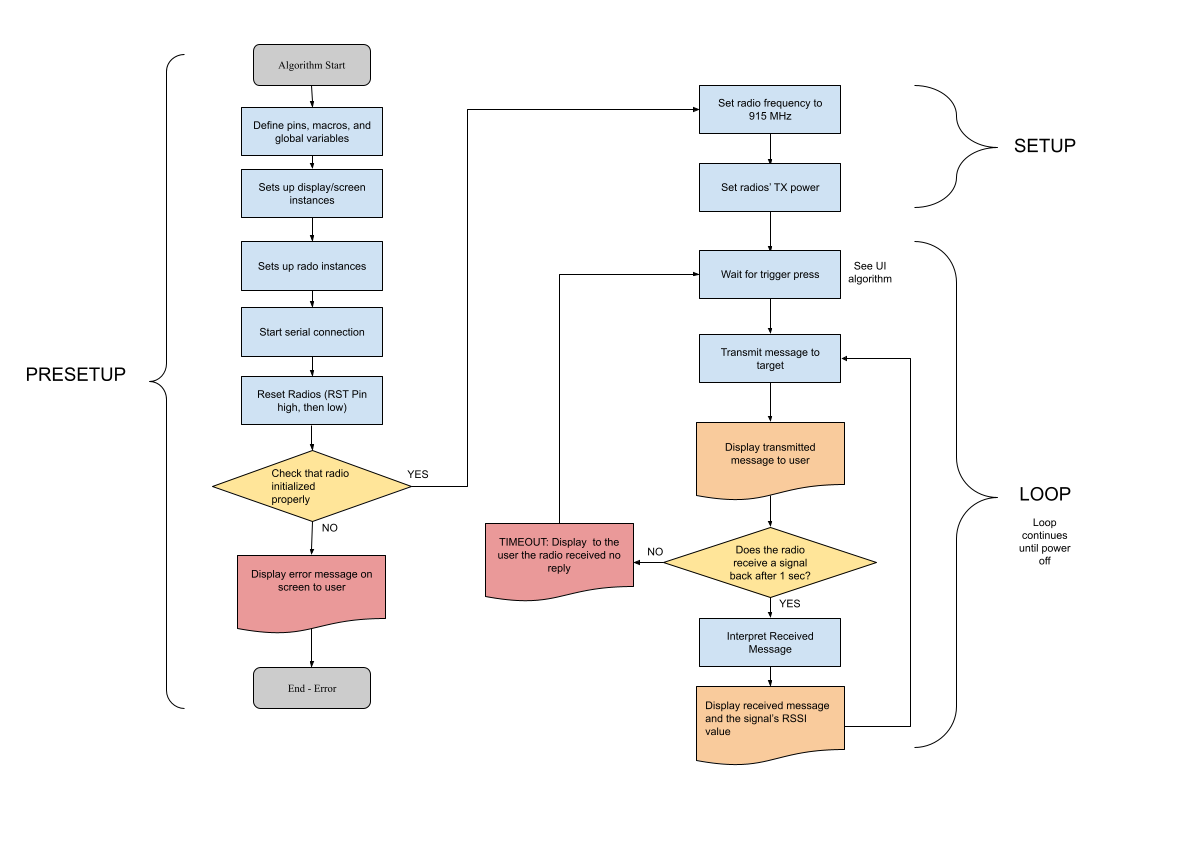 PRESETUP
Algorithm Start
Define pins, macros, and
global variables
Sets up display/screen
instances
Sets up rado instances
Start serial connection
Reset Radios (RST Pin
high, then low)
Check that radio
initialized
properly
YES
NO
Display error message on
screen to user
End - Error
Set radio frequency to
915 MHz
Set radios' TX power
SETUP
Wait for trigger press
See UI
algorithm
Transmit message to
target
Display transmitted
message to user
Does the radio
receive a signal
back after 1 sec?
NO
TIMEOUT: Display  to the
user the radio received no
reply
YES
Interpret Received
Message
Display received message
and the signal's RSSI
value
LOOP
Loop
continues
until power
off